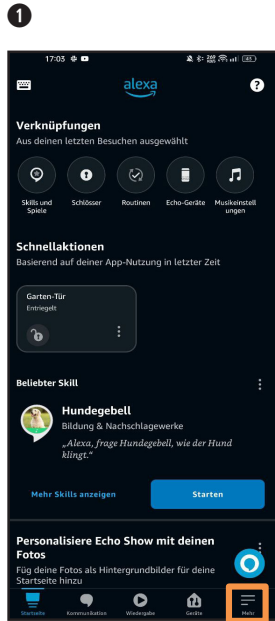 1
17:03
alexa
?
Verknüpfungen
Aus deinen letzten Besuchen ausgewählt
Skills und Spiele
Schlösser
Routinen
Echo-Geräte
Musikeinstell
ungen
Schnellaktionen
Basierend auf deiner App-Nutzung in letzter Zeit
Garten-Tür
Entriegelt
Beliebter Skill
Hundegebell
Bildung & Nachschlagewerke
„Alexa, frage Hundegebell, wie der Hund
klingt.“
Mehr Skills anzeigen
Starten
Personalisiere Echo Show mit deinen
Fotos
Füg deine Fotos als Hintergrundbilder für deine
Startseite hinzu
Startseite
Kommunikation
Wiedergabe
Geräte
Mehr